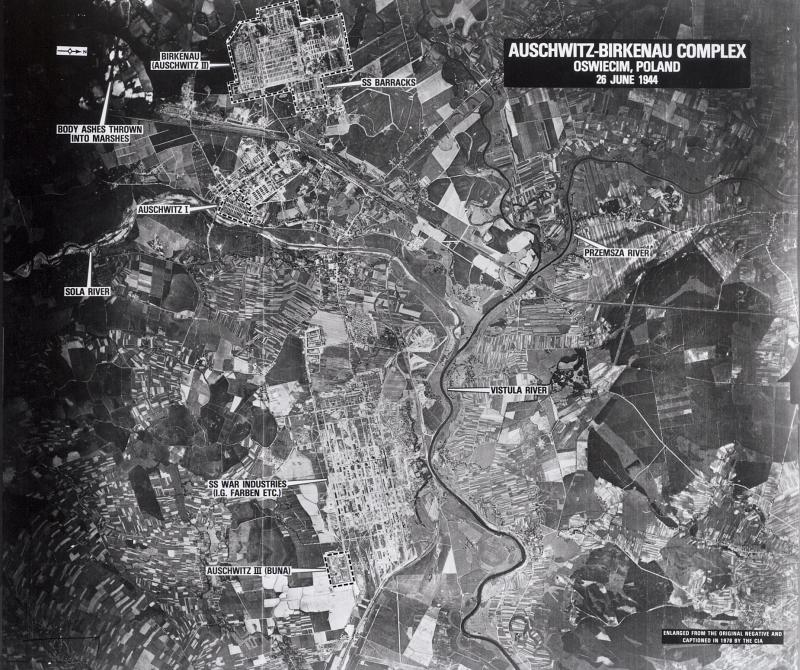 AUSCHWITZ-BIRKENAU COMPLEX
OSWIECIM, POLAND
26 JUNE 1944
N
BIRKENAU
(AUSCHWITZ II)
SS BARRACKS
BODY ASHES THROWN
INTO MARSHES
AUSCHWITZ I
PRZEMSZA RIVER
SOLA RIVER
VISTULA RIVER
SS WAR INDUSTRIES
(I.G. FARBEN ETC.)
AUSCHWITZ III (BUNA)
ENLARGED FROM THE ORIGINAL NEGATIVE AND
CAPTIONED IN 1978 BY THE CIA